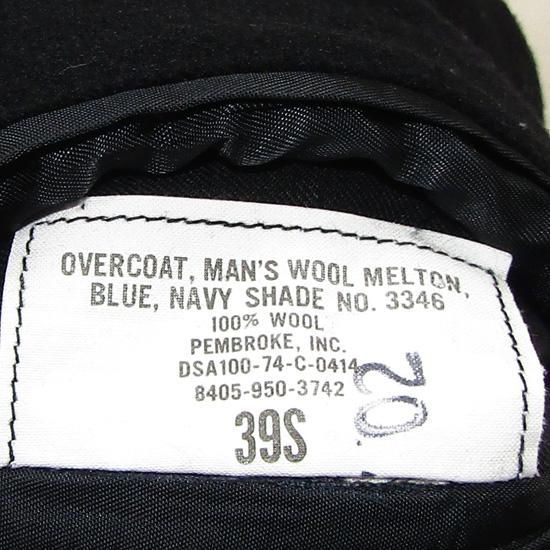 OVERCOAT, MAN'S WOOL MELTON,
BLUE, NAVY SHADE NO. 3346
100% WOOL
PEMBROKE, INC.
DSA100-74-C-0414
8405-950-3742
39S
02